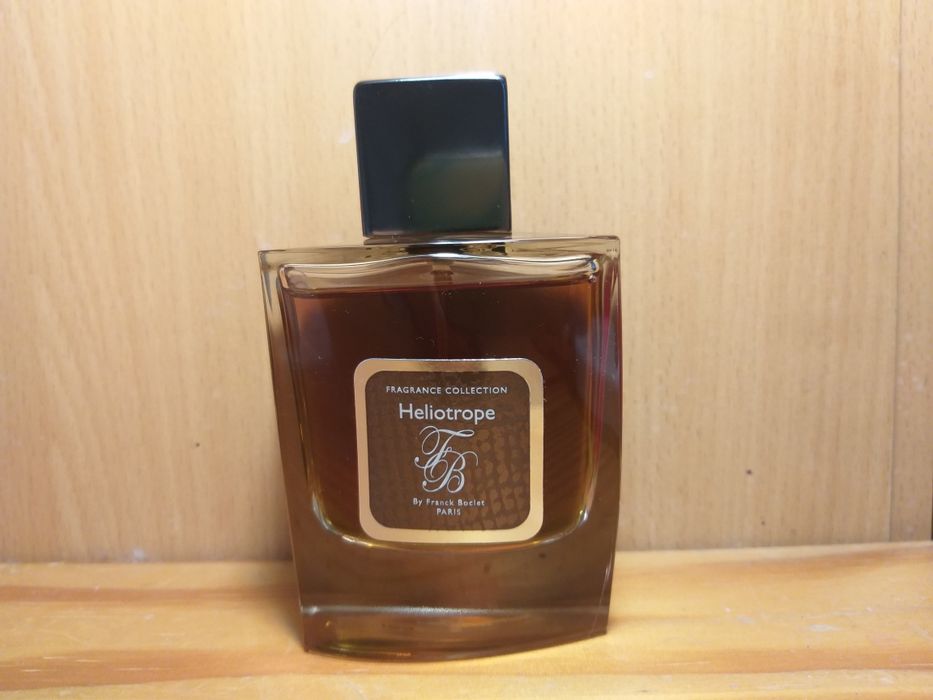 FRAGRANCE COLLECTION
Heliotrope
FB
By Franck Boclet
PARIS